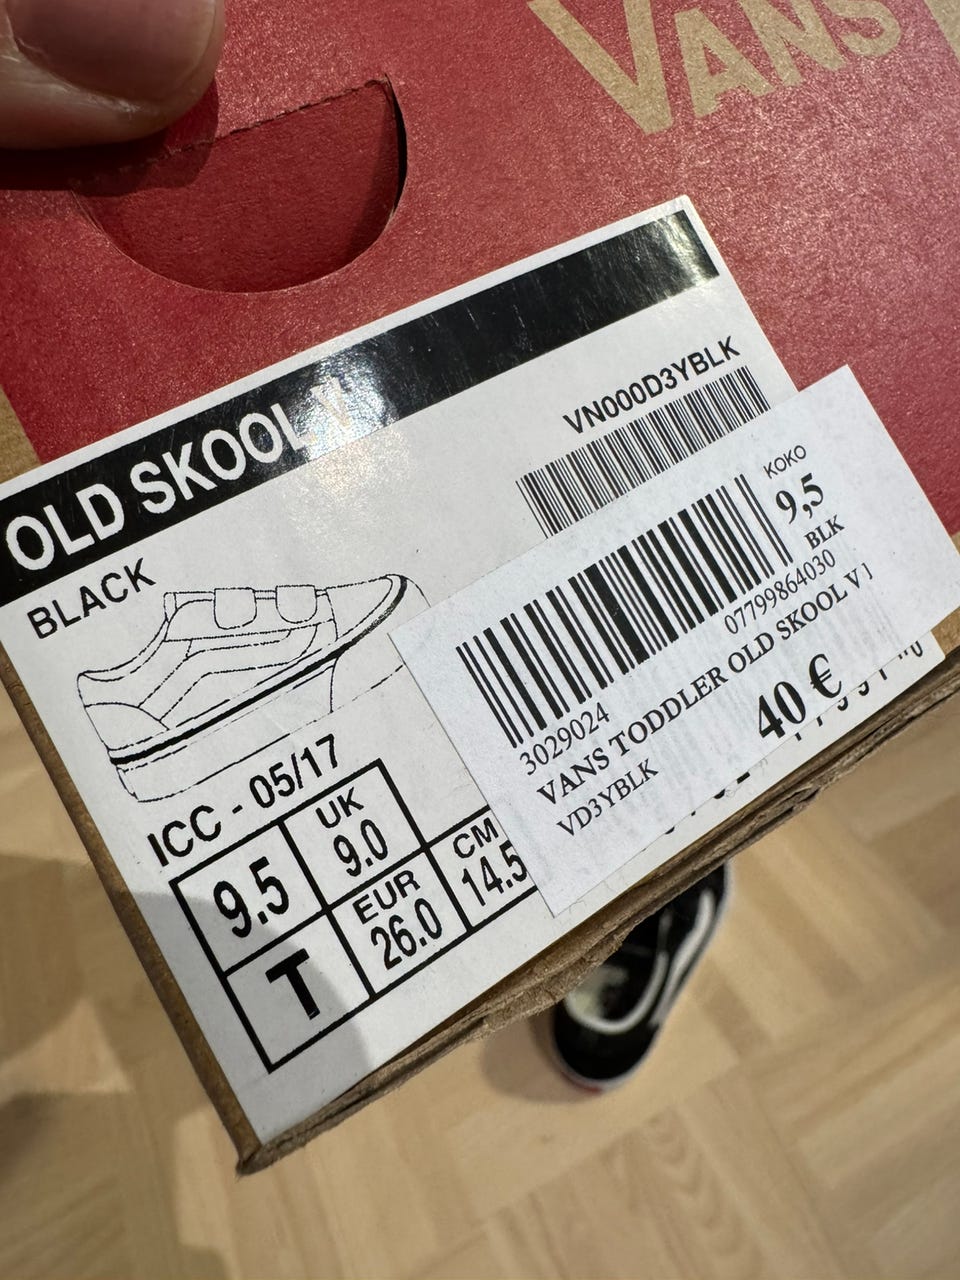 VANS
OLD SKOOL V
BLACK
VN000D3YBLK
ICC - 05/17
9.5
UK
9.0
T
EUR
26.0
CM
14.5
KOKO
9,5
BLK
07799864030
3029024
VANS TODDLER OLD SKOOL V ]
VD3YBLK
40 €